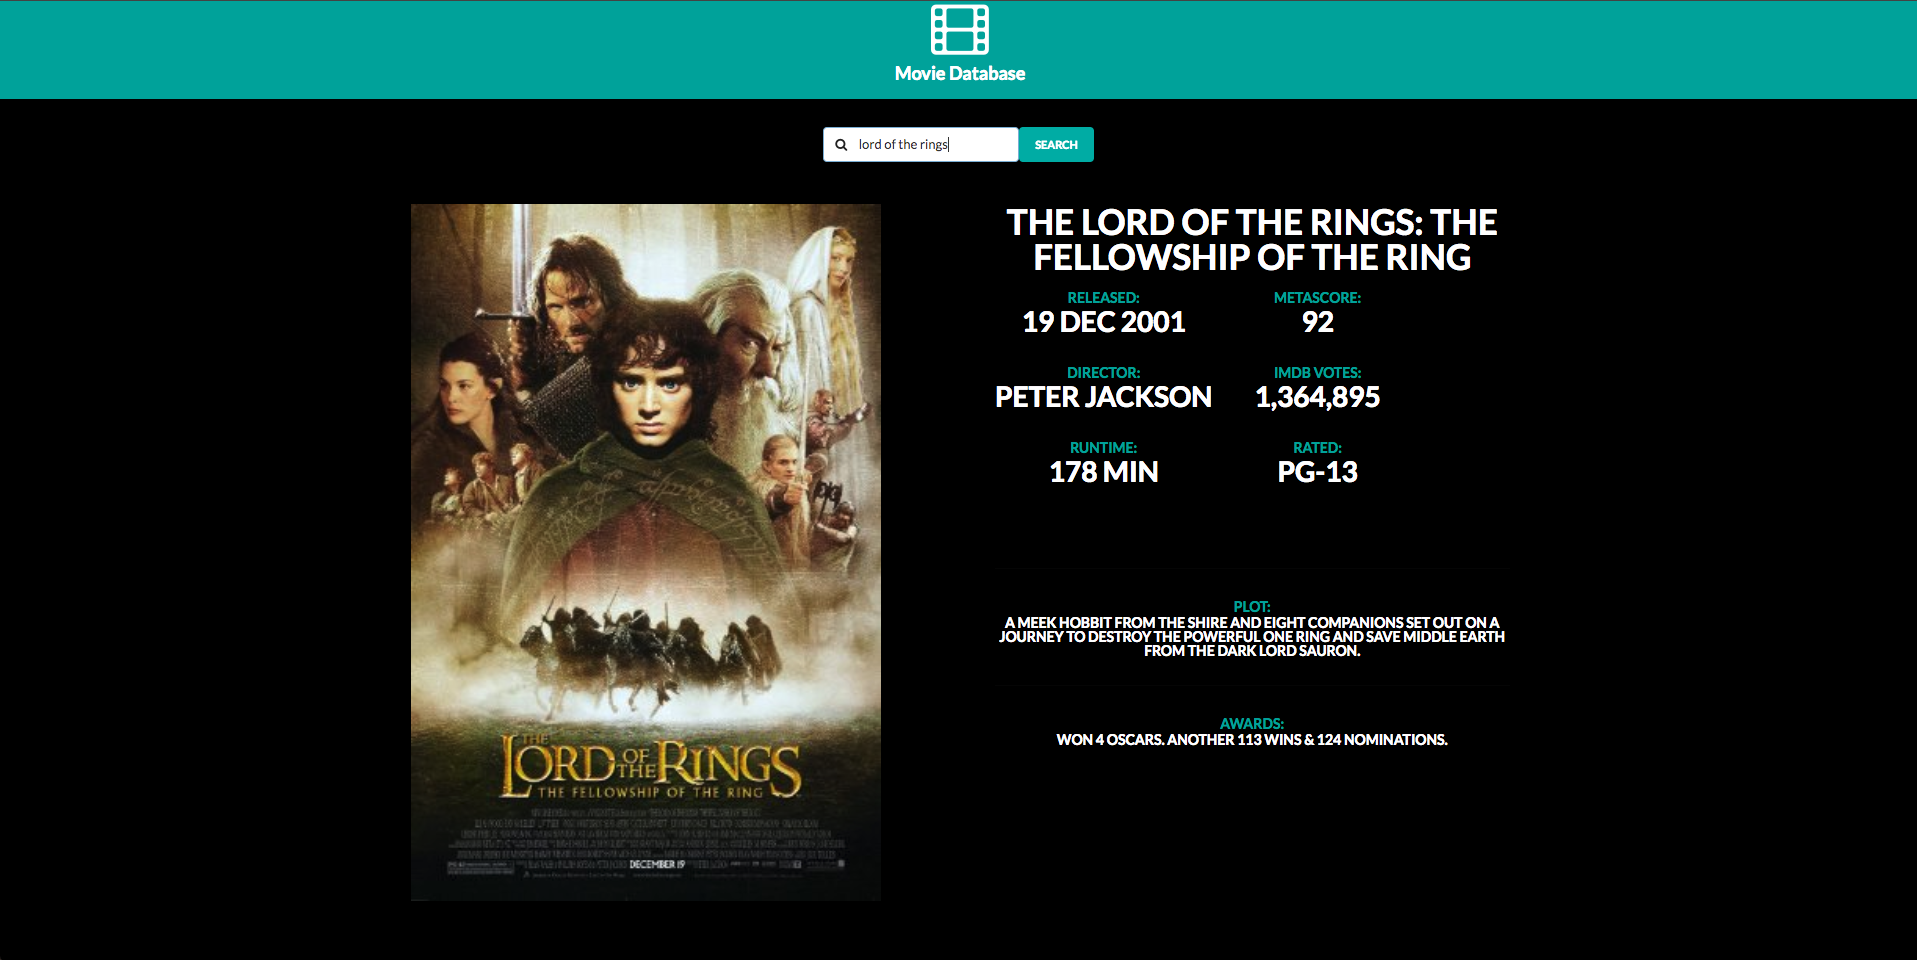 Movie Database
lord of the rings
SEARCH
THE LORD OF THE RINGS: THE
FELLOWSHIP OF THE RING
RELEASED:
19 DEC 2001
METASCORE:
92
DIRECTOR:
PETER JACKSON
IMDB VOTES:
1,364,895
RUNTIME:
178 MIN
RATED:
PG-13
PLOT:
A MEEK HOBBIT FROM THE SHIRE AND EIGHT COMPANIONS SET OUT ON A
JOURNEY TO DESTROY THE POWERFUL ONE RING AND SAVE MIDDLE EARTH
FROM THE DARK LORD SAURON.
AWARDS:
WON 4 OSCARS. ANOTHER 113 WINS & 124 NOMINATIONS.
THE
LORD OF THE RINGS
THE FELLOWSHIP OF THE RING
DECEMBER 19